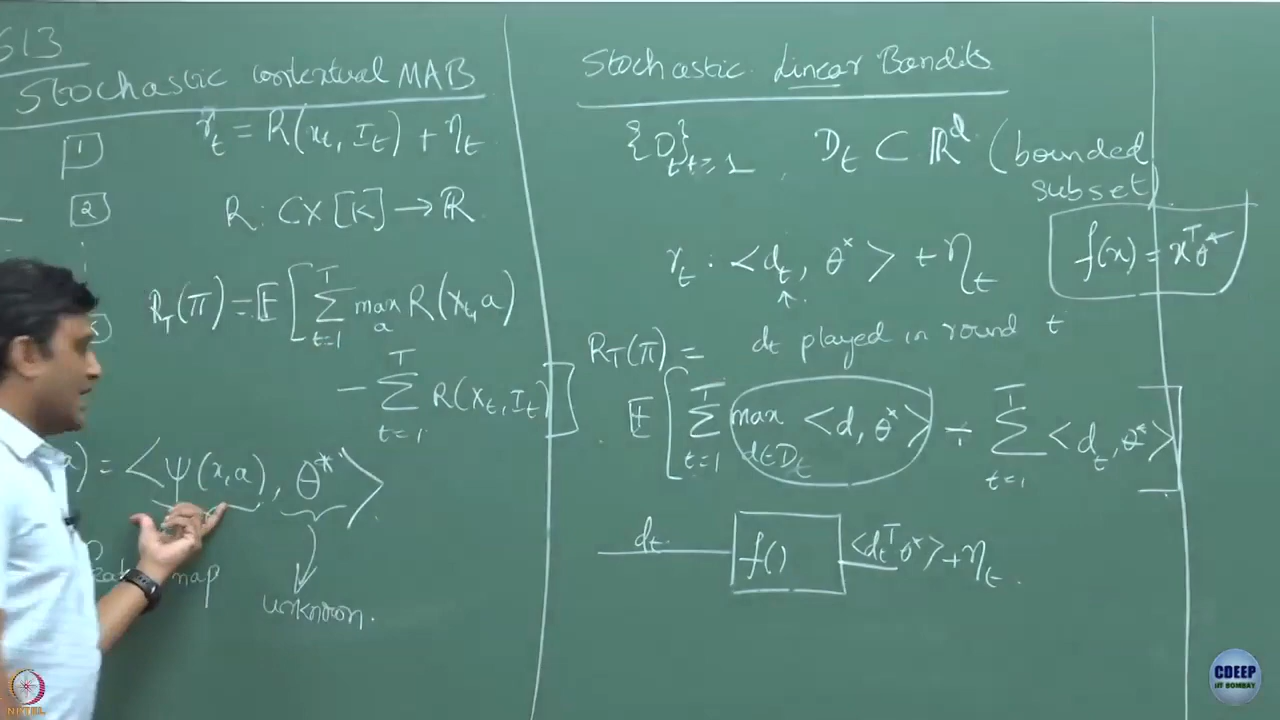 613
Stochastic contextual MAB
1
r_t = R(x_t, I_t) + η_t
2
R : C × [K] → ℝ
R_T(π) = 𝔼[ Σ_{t=1}^{T} max_a R(x_t, a)
− Σ_{t=1}^{T} R(x_t, I_t) ]
a) = <ψ(x,a), θ*>
map
unknown.
Stochastic Linear Bandits
{D_t}_{t≥1} , D_t ⊂ ℝ^d (bounded
subset)
f(x) = x^T θ*
r_t : <d_t, θ*> + η_t
d_t played in round t
R_T(π) =
𝔼[ Σ_{t=1}^{T} max_{d∈D_t} <d, θ*> − Σ_{t=1}^{T} <d_t, θ*> ]
d_t f() <d_t^T θ*> + η_t .
NPTEL
CDEEP
IIT BOMBAY